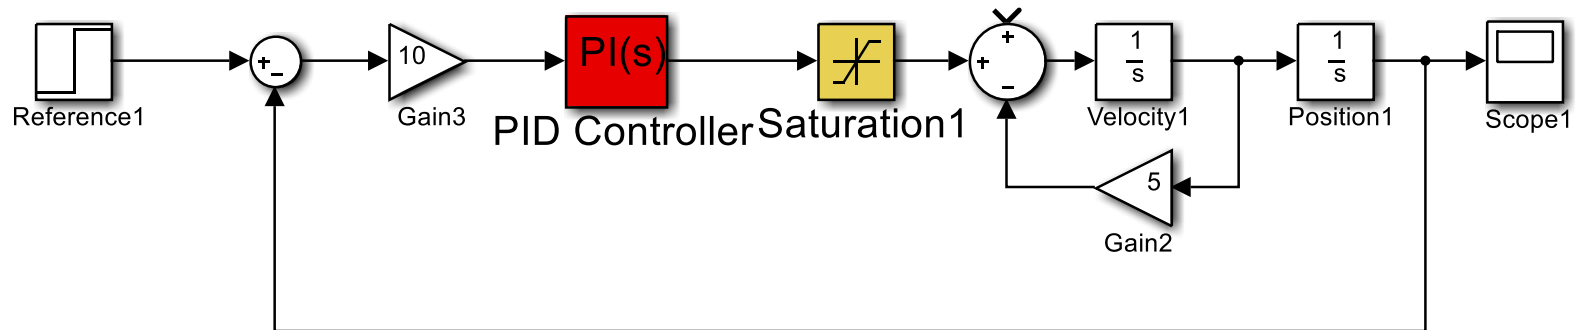 Reference1
+
−
10
Gain3
PI(s)
PID Controller
Saturation1
+
+
−
1
s
Velocity1
5
Gain2
1
s
Position1
Scope1